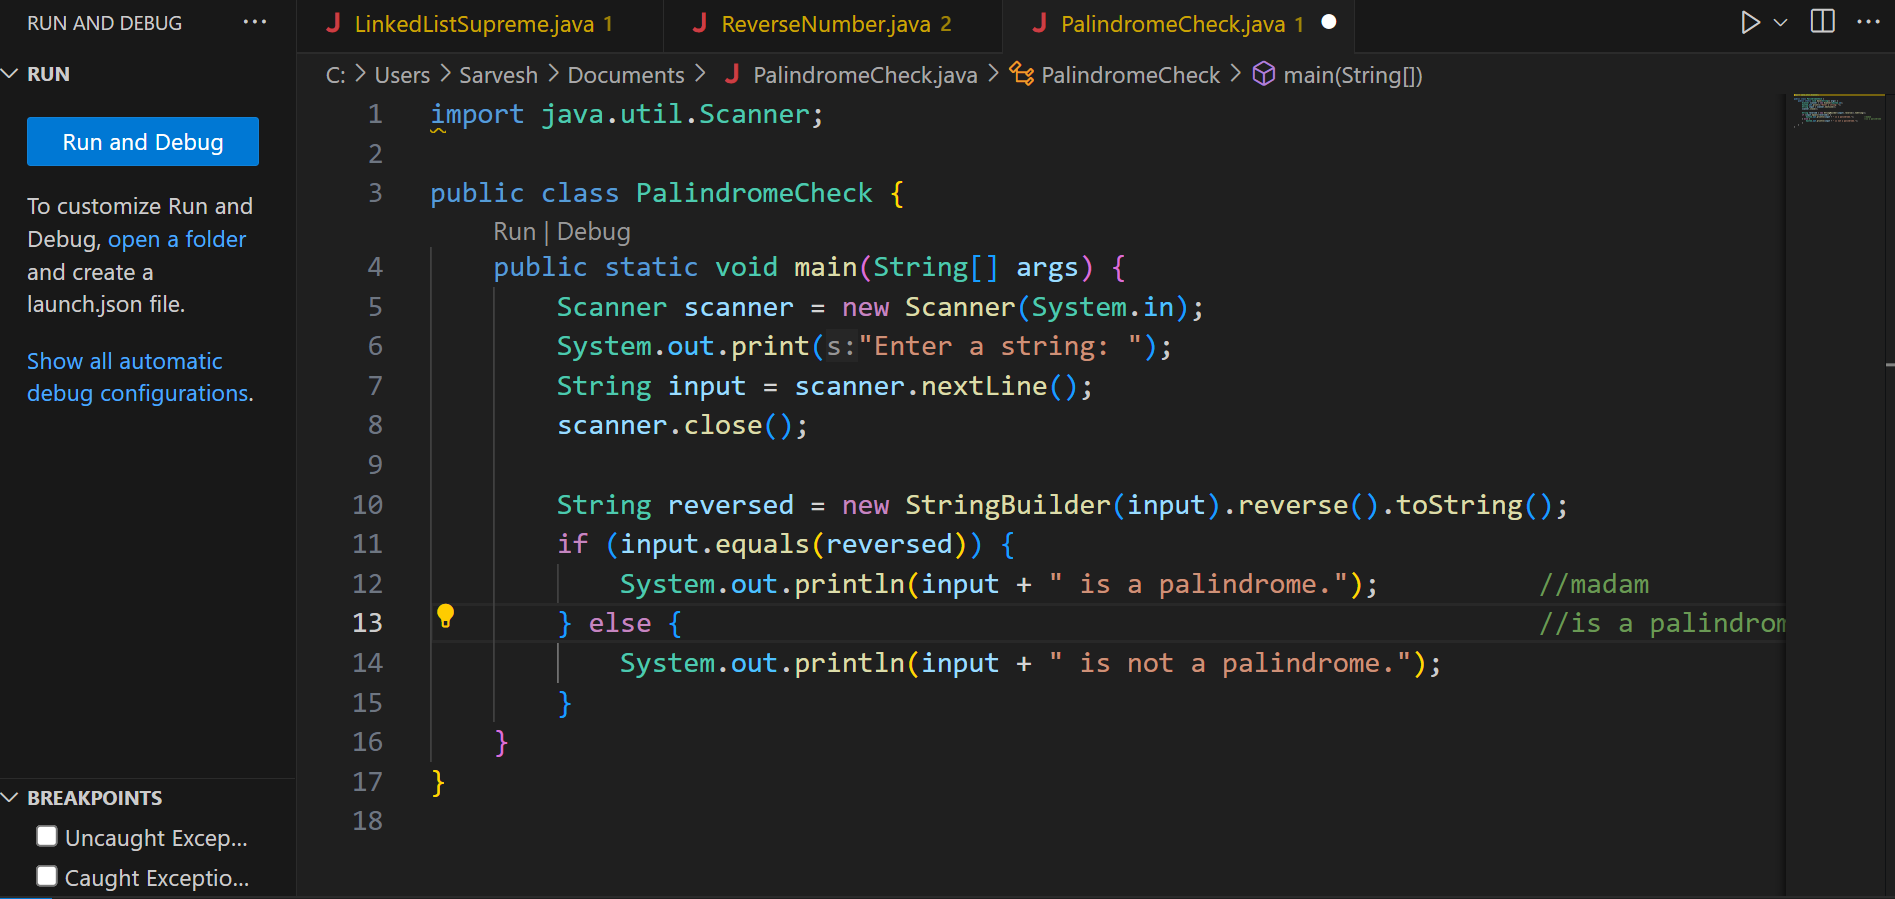 RUN AND DEBUG ···
RUN
Run and Debug
To customize Run and
Debug, open a folder
and create a
launch.json file.
Show all automatic
debug configurations.
BREAKPOINTS
Uncaught Excep...
Caught Exceptio...
J LinkedListSupreme.java 1 J ReverseNumber.java 2 J PalindromeCheck.java 1
C: > Users > Sarvesh > Documents > J PalindromeCheck.java > PalindromeCheck > main(String[])
1 import java.util.Scanner;
2
3 public class PalindromeCheck {
Run | Debug
4 public static void main(String[] args) {
5 Scanner scanner = new Scanner(System.in);
6 System.out.print(s:"Enter a string: ");
7 String input = scanner.nextLine();
8 scanner.close();
9
10 String reversed = new StringBuilder(input).reverse().toString();
11 if (input.equals(reversed)) {
12 System.out.println(input + " is a palindrome."); //madam
13 } else { //is a palindrom
14 System.out.println(input + " is not a palindrome.");
15 }
16 }
17 }
18